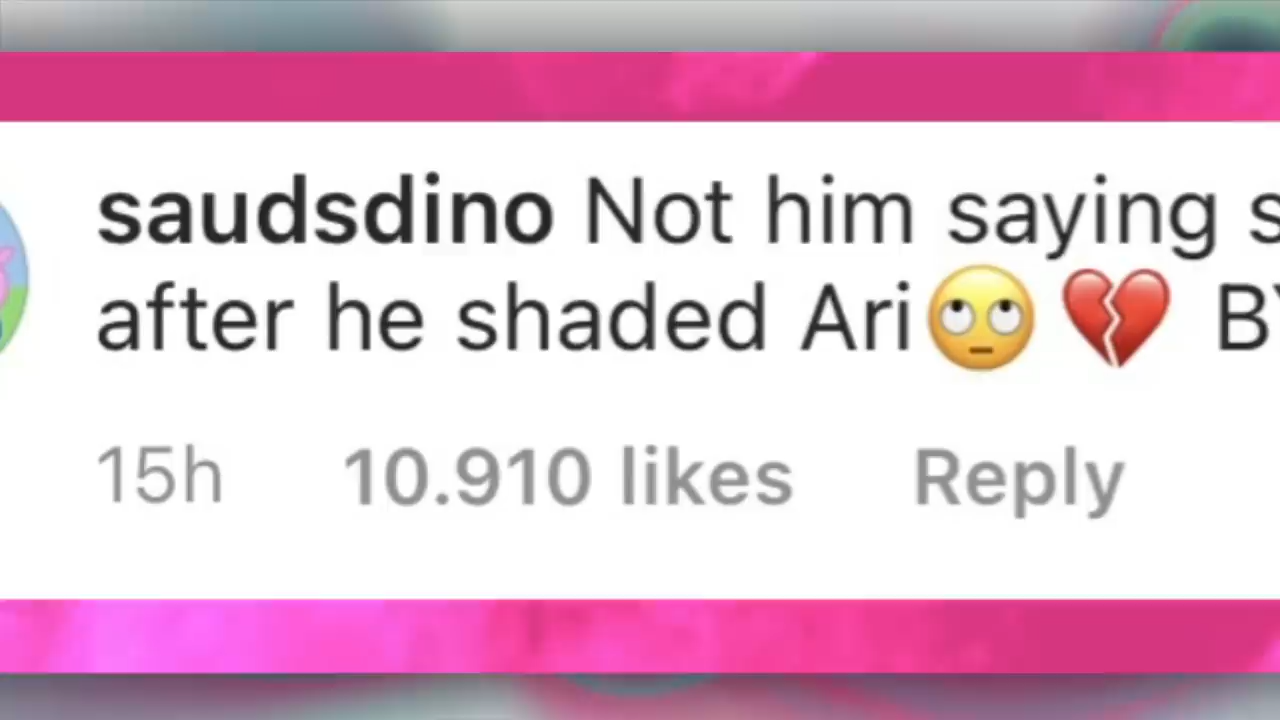 saudsdino Not him saying
after he shaded Ari🙄💔
15h 10.910 likes Reply